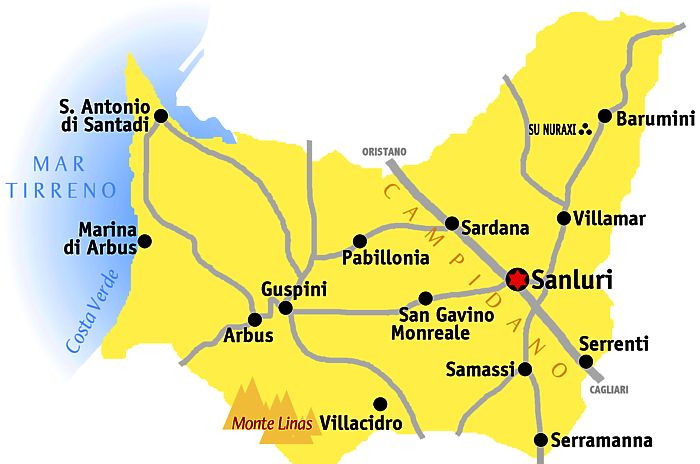 S. Antonio
di Santadi
SU NURAXI
Barumini
ORISTANO
MAR
TIRRENO
CAMPIDANO
Marina
di Arbus
Sardana
Villamar
Pabillonia
Costa Verde
Guspini
Sanluri
San Gavino
Monreale
Arbus
Serrenti
Samassi
CAGLIARI
Monte Linas
Villacidro
Serramanna